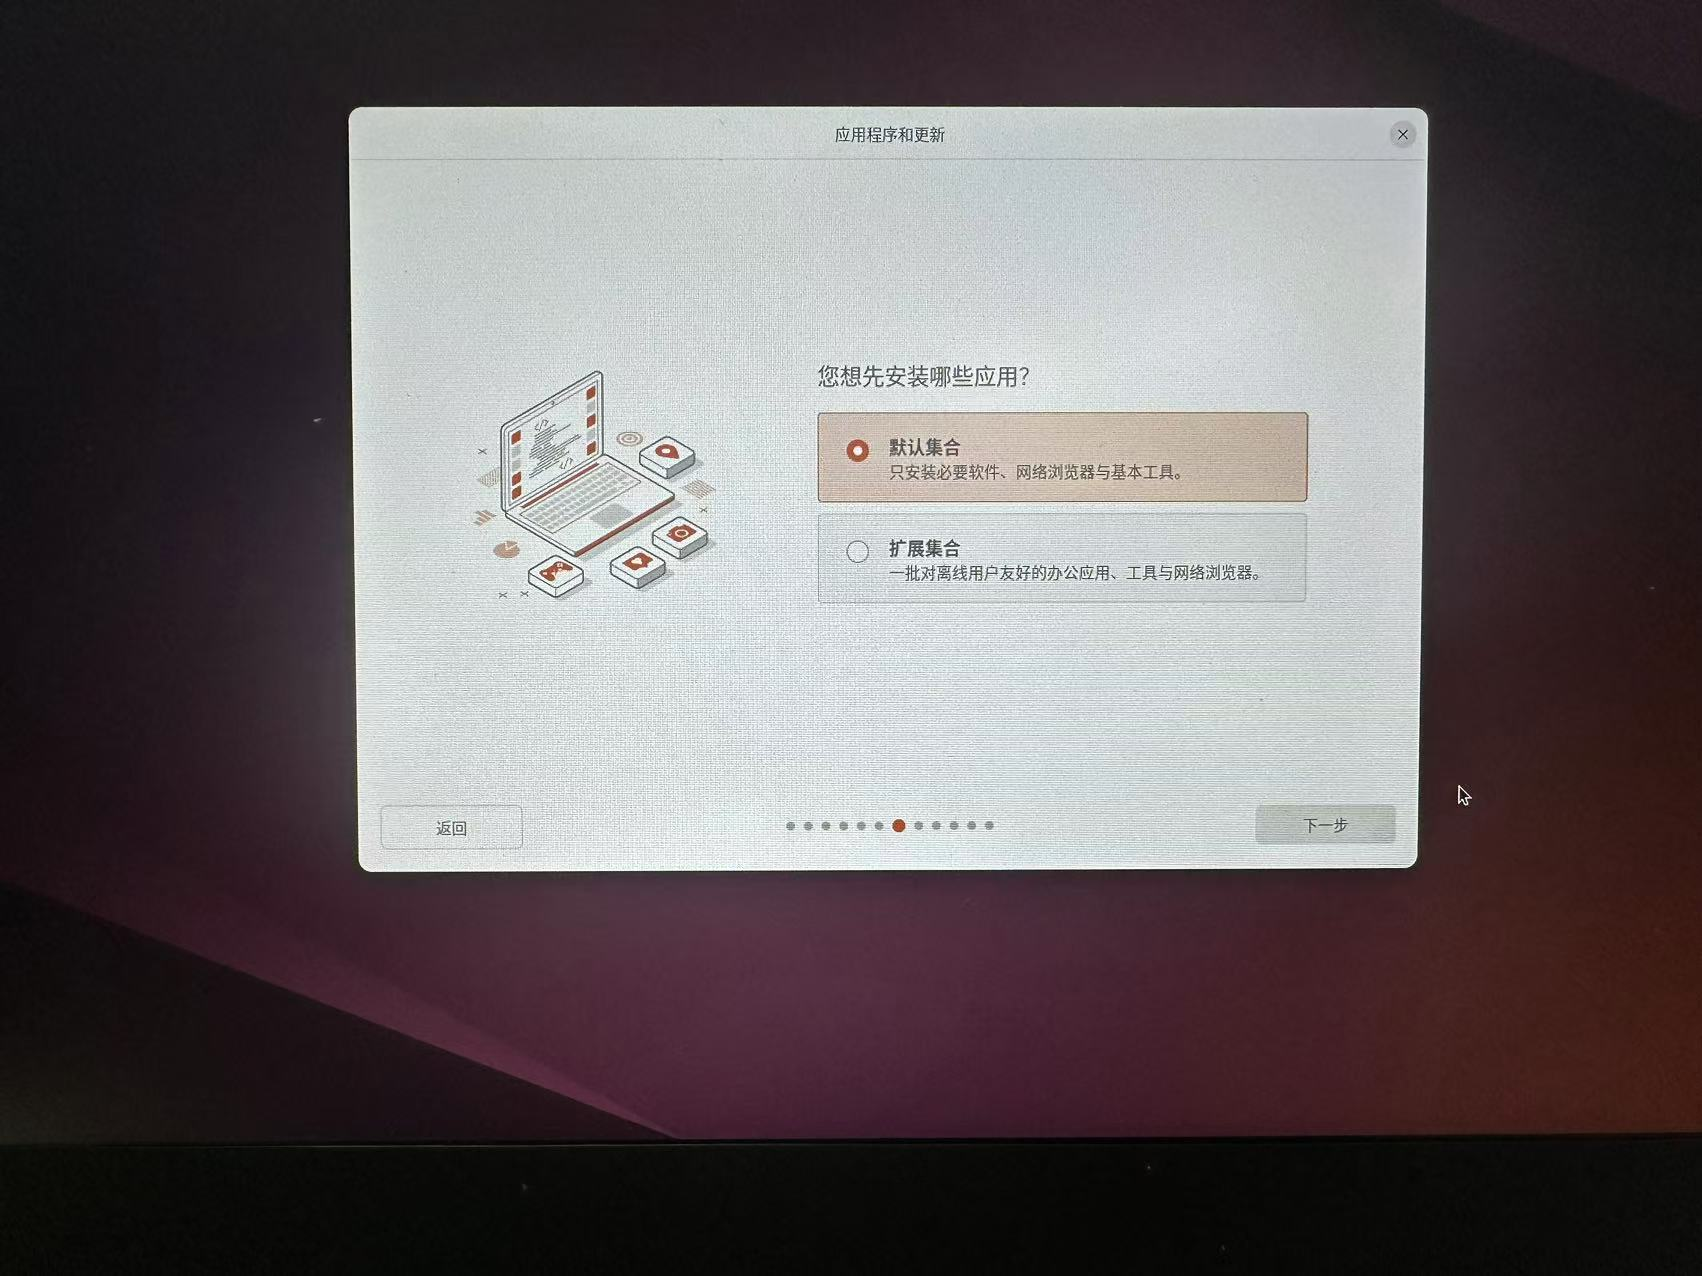 应用程序和更新
您想先安装哪些应用？
默认集合
只安装必要软件、网络浏览器与基本工具。
扩展集合
一批对离线用户友好的办公应用、工具与网络浏览器。
返回
下一步